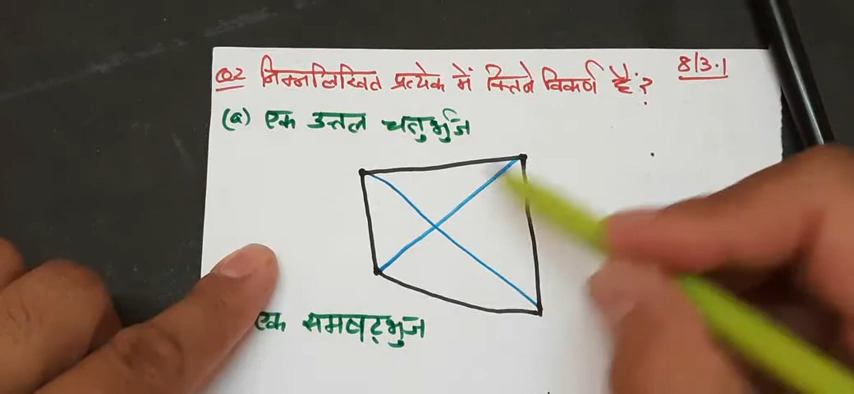 Q2 निम्नलिखित प्रत्येक में कितने विकर्ण हैं? 8/3.1
(a) एक उत्तल चतुर्भुज
एक समषट्भुज